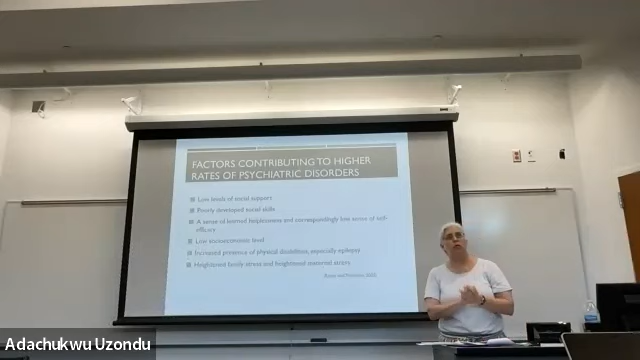 FACTORS CONTRIBUTING TO HIGHER
RATES OF PSYCHIATRIC DISORDERS
Low levels of social support
Poorly developed social skills
A sense of learned helplessness and correspondingly low sense of self-
efficacy
Low socioeconomic level
Increased presence of physical disabilities, especially epilepsy
Heightened family stress and heightened maternal stress
Adachukwu Uzondu